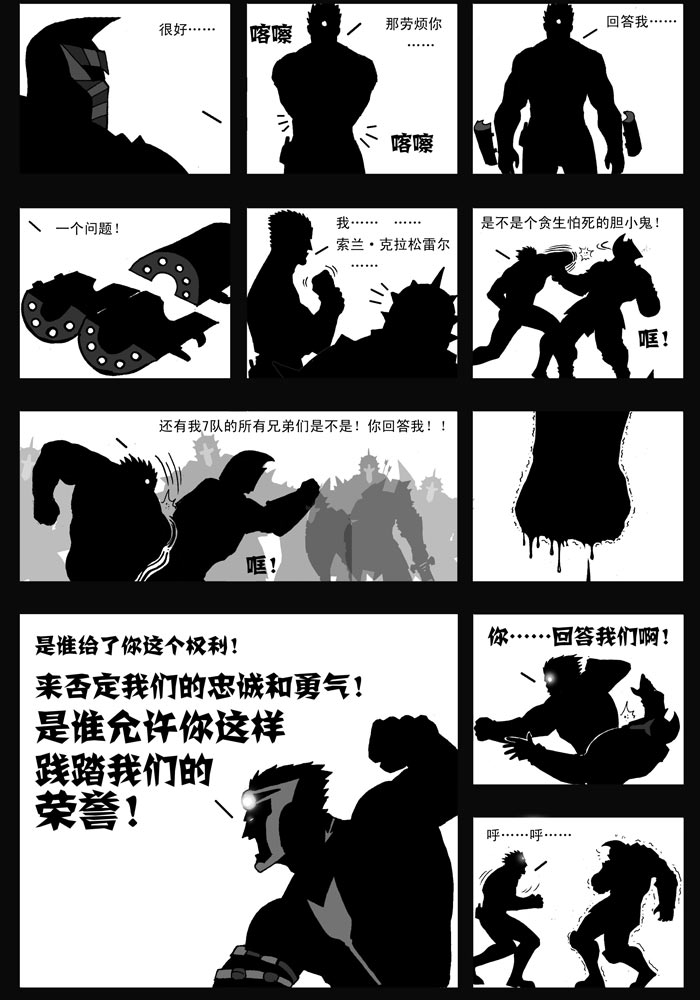 很好……
喀嚓
那劳烦你
……
喀嚓
回答我……
一个问题！
我…… ……
索兰·克拉松雷尔
……
是不是个贪生怕死的胆小鬼！
哐！
还有我7队的所有兄弟们是不是！你回答我！！
哐！
是谁给了你这个权利！
来否定我们的忠诚和勇气！
是谁允许你这样
践踏我们的
荣誉！
你……回答我们啊！
呼……呼……